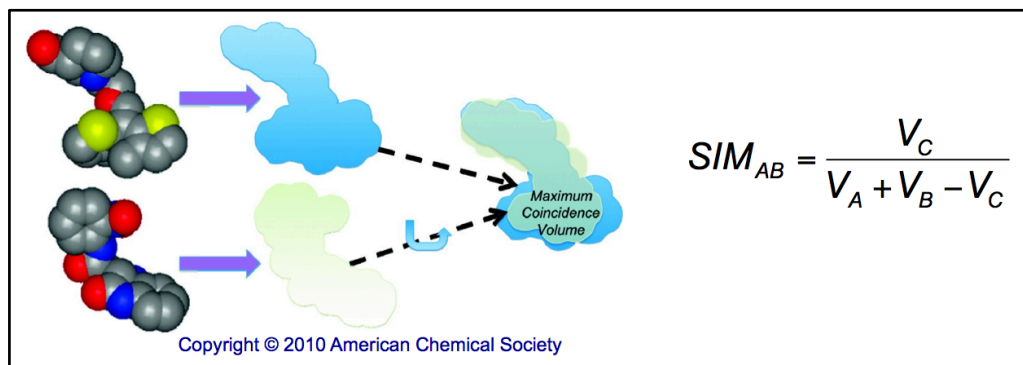 Maximum
Coincidence
Volume
SIM_AB = V_C / (V_A + V_B − V_C)
Copyright © 2010 American Chemical Society